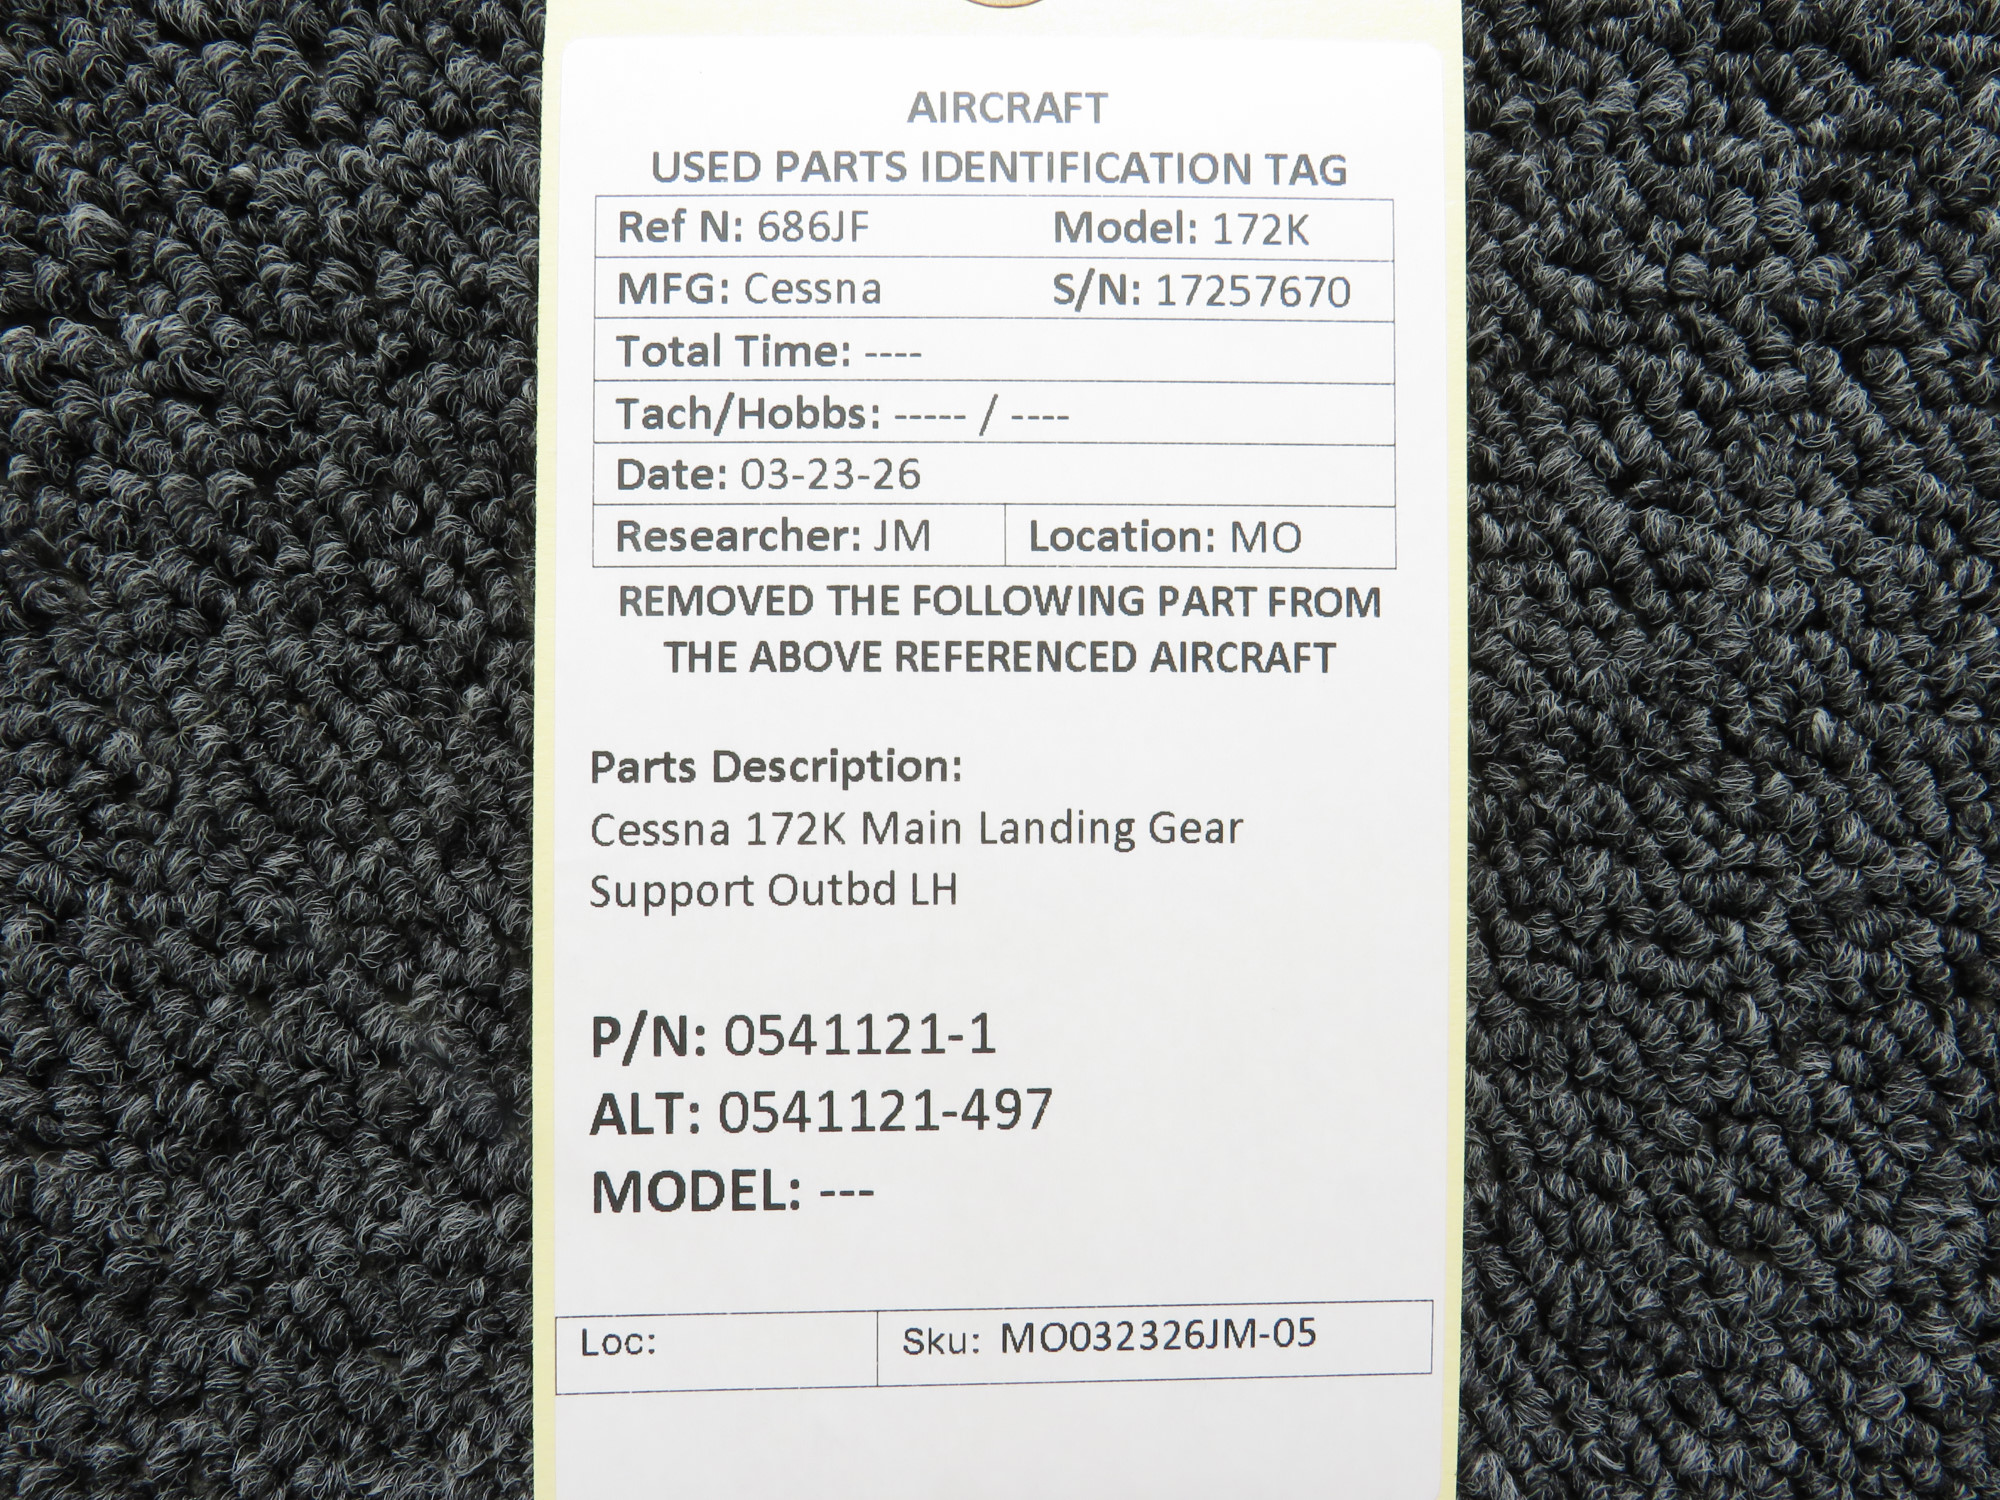 AIRCRAFT
USED PARTS IDENTIFICATION TAG
Ref N: 686JF Model: 172K
MFG: Cessna S/N: 17257670
Total Time: ----
Tach/Hobbs: ----- / ----
Date: 03-23-26
Researcher: JM Location: MO
REMOVED THE FOLLOWING PART FROM
THE ABOVE REFERENCED AIRCRAFT
Parts Description:
Cessna 172K Main Landing Gear
Support Outbd LH
P/N: 0541121-1
ALT: 0541121-497
MODEL: ---
Loc: Sku: MO032326JM-05